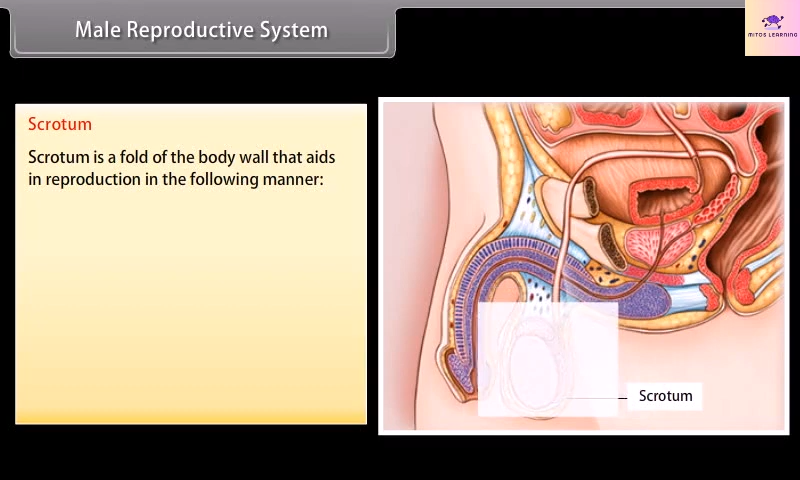 Male Reproductive System
MITOS LEARNING
Scrotum
Scrotum is a fold of the body wall that aids
in reproduction in the following manner:
Scrotum